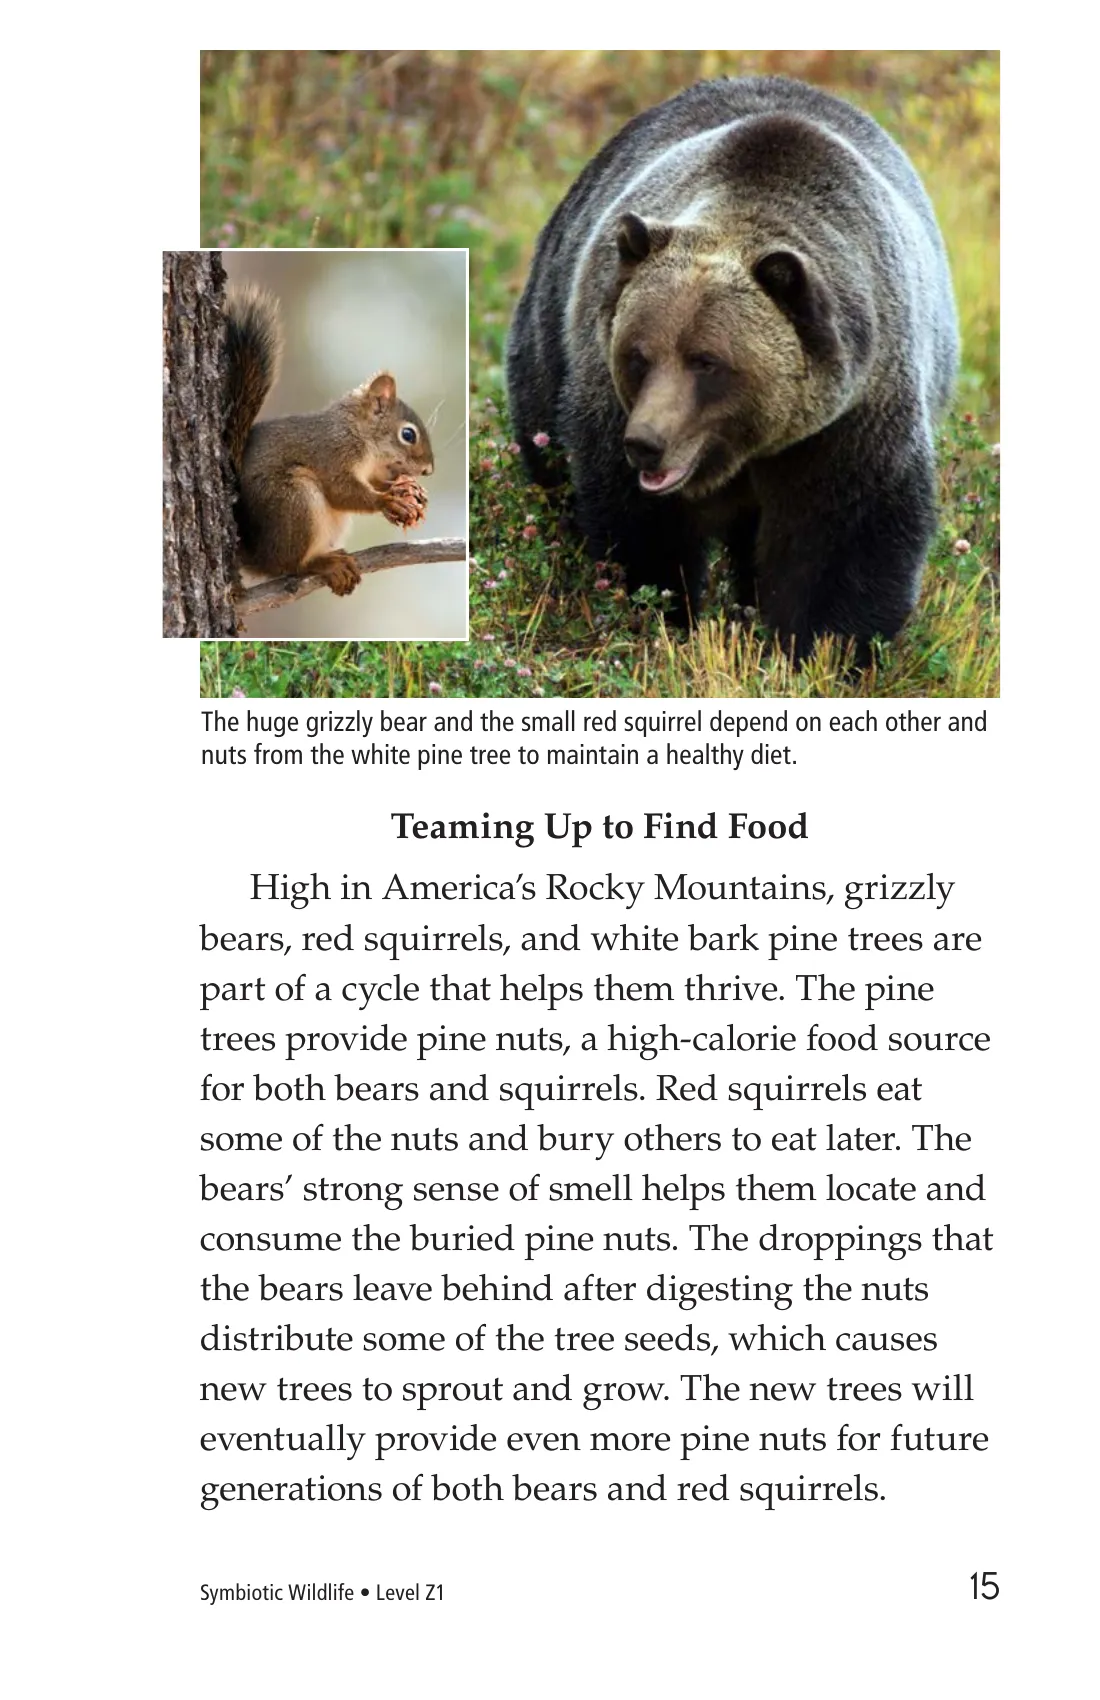 The huge grizzly bear and the small red squirrel depend on each other and
nuts from the white pine tree to maintain a healthy diet.
Teaming Up to Find Food
High in America’s Rocky Mountains, grizzly
bears, red squirrels, and white bark pine trees are
part of a cycle that helps them thrive. The pine
trees provide pine nuts, a high-calorie food source
for both bears and squirrels. Red squirrels eat
some of the nuts and bury others to eat later. The
bears’ strong sense of smell helps them locate and
consume the buried pine nuts. The droppings that
the bears leave behind after digesting the nuts
distribute some of the tree seeds, which causes
new trees to sprout and grow. The new trees will
eventually provide even more pine nuts for future
generations of both bears and red squirrels.
Symbiotic Wildlife • Level Z1 15